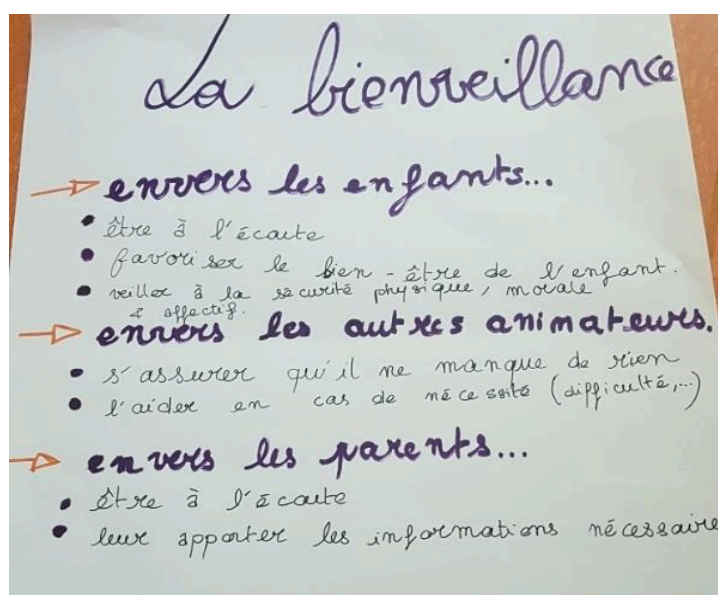 La bienveillance
envers les enfants...
être à l'écoute
favoriser le bien-être de l'enfant.
veiller à la sécurité physique, morale
& affectif.
envers les autres animateurs.
s'assurer qu'il ne manque de rien
l'aider en cas de nécessité (difficulté,...)
envers les parents...
être à l'écoute
leur apporter les informations nécessaire